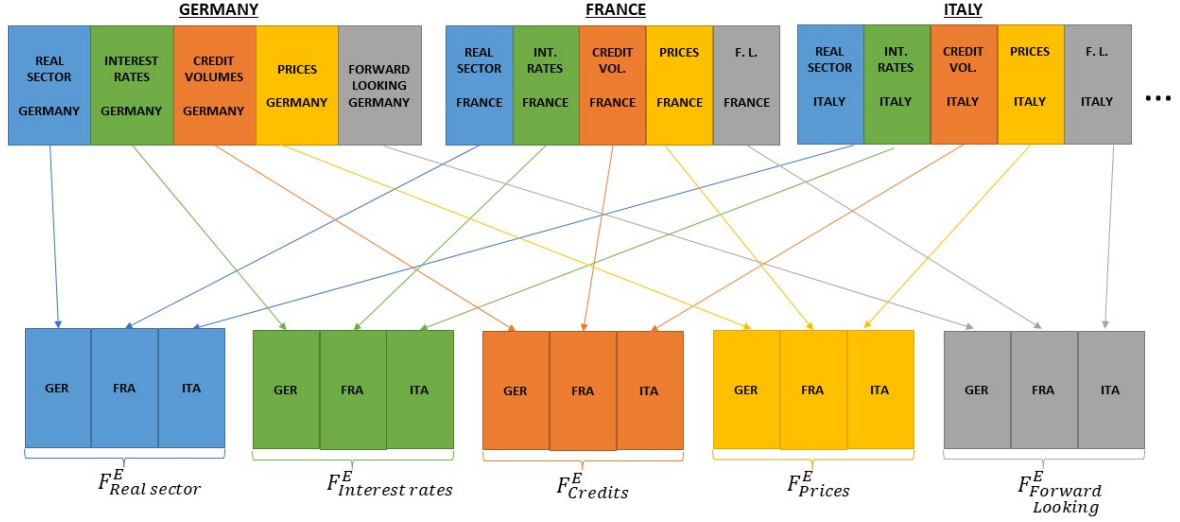 GERMANY
FRANCE
ITALY
REAL
SECTOR
GERMANY
INTEREST
RATES
GERMANY
CREDIT
VOLUMES
GERMANY
PRICES
GERMANY
FORWARD
LOOKING
GERMANY
REAL
SECTOR
FRANCE
INT.
RATES
FRANCE
CREDIT
VOL.
FRANCE
PRICES
FRANCE
F. L.
FRANCE
REAL
SECTOR
ITALY
INT.
RATES
ITALY
CREDIT
VOL.
ITALY
PRICES
ITALY
F. L.
ITALY
...
GER FRA ITA
GER FRA ITA
GER FRA ITA
GER FRA ITA
GER FRA ITA
F^E_Real sector
F^E_Interest rates
F^E_Credits
F^E_Prices
F^E_Forward
Looking